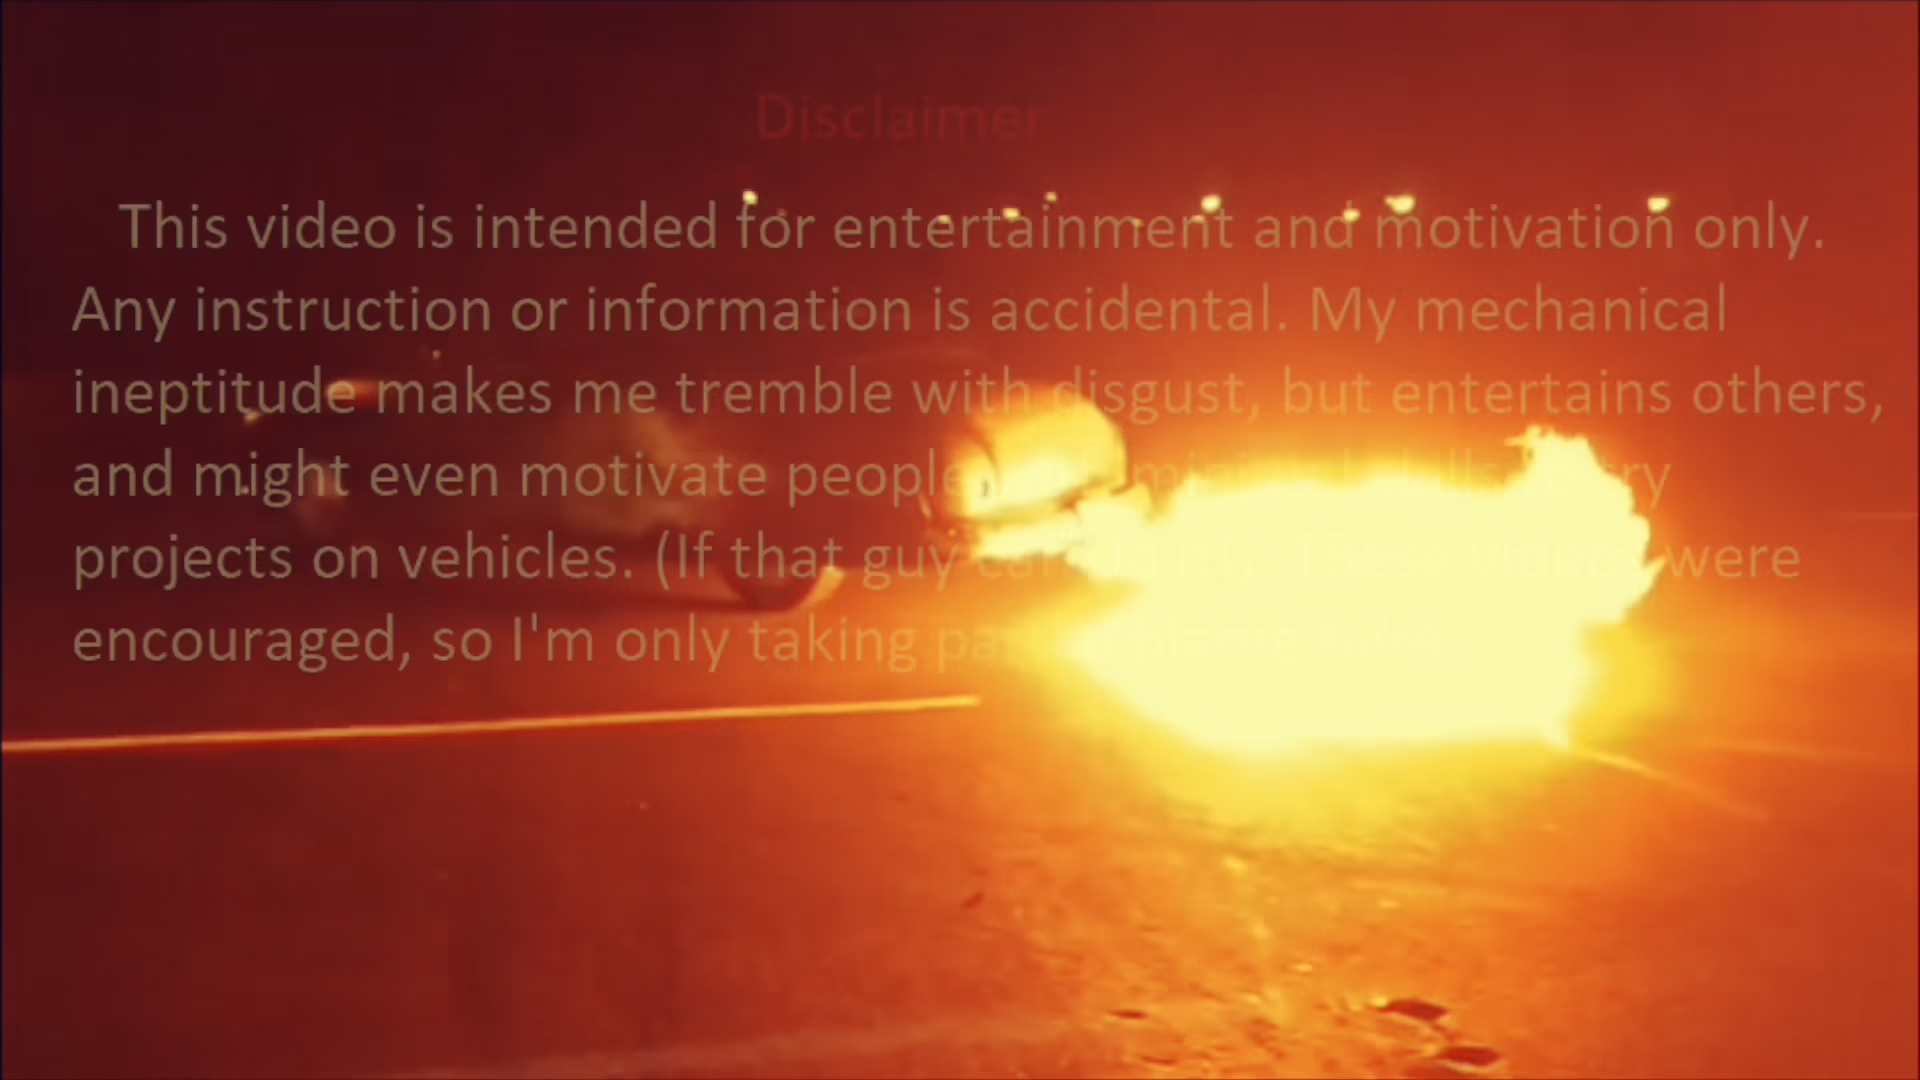 Disclaimer
This video is intended for entertainment and motivation only.
Any instruction or information is accidental. My mechanical
ineptitude makes me tremble with disgust, but entertains others,
and might even motivate people
projects on vehicles. (If that guy were
encouraged, so I'm only taking